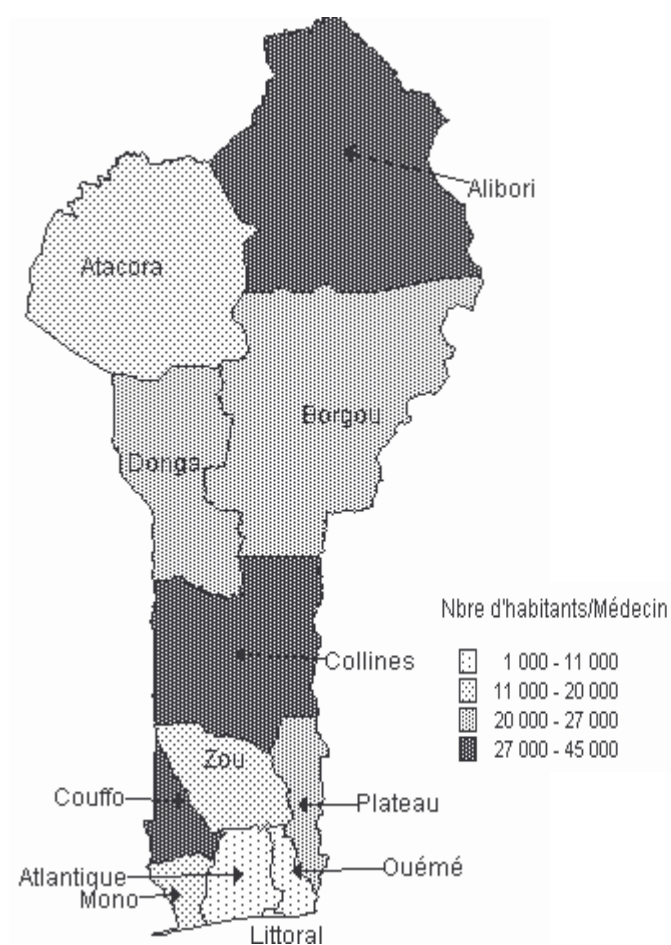 Alibori
Atacora
Borgou
Donga
Nbre d'habitants/Médecin
1 000 - 11 000
11 000 - 20 000
20 000 - 27 000
27 000 - 45 000
Collines
Zou
Couffo
Plateau
Ouémé
Atlantique
Mono
Littoral